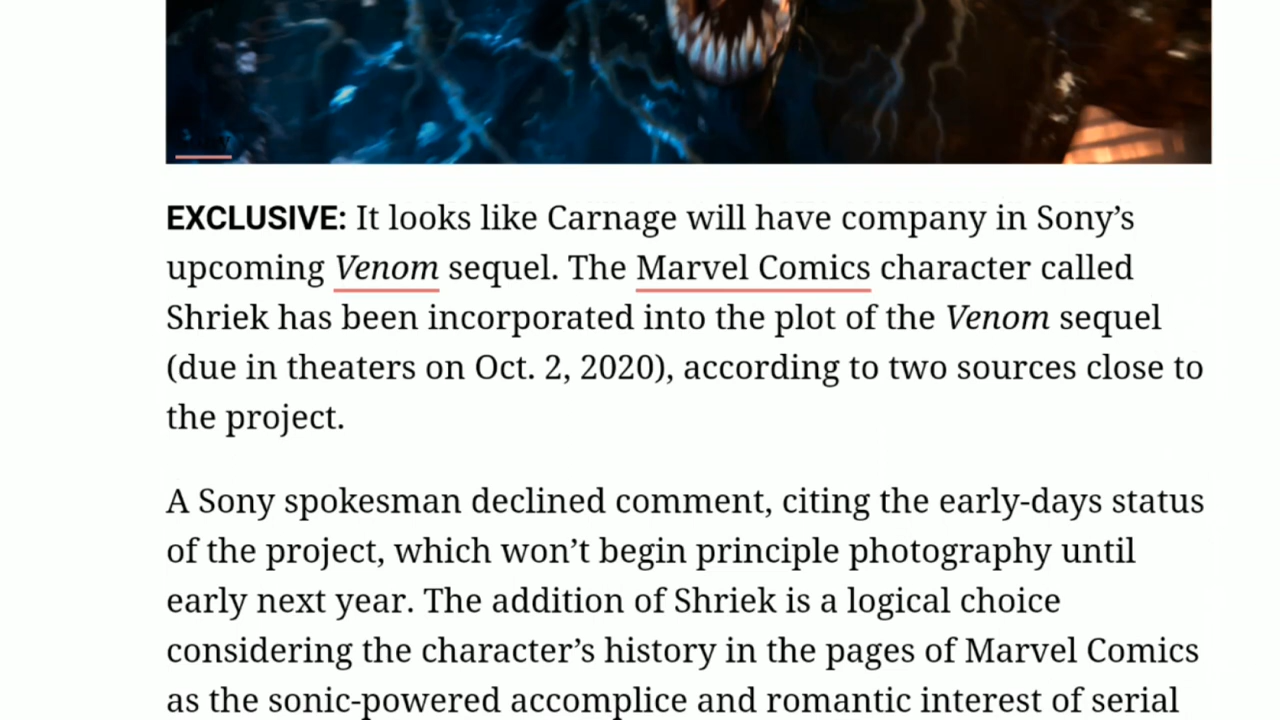 EXCLUSIVE: It looks like Carnage will have company in Sony’s
upcoming Venom sequel. The Marvel Comics character called
Shriek has been incorporated into the plot of the Venom sequel
(due in theaters on Oct. 2, 2020), according to two sources close to
the project.
A Sony spokesman declined comment, citing the early-days status
of the project, which won’t begin principle photography until
early next year. The addition of Shriek is a logical choice
considering the character’s history in the pages of Marvel Comics
as the sonic-powered accomplice and romantic interest of serial